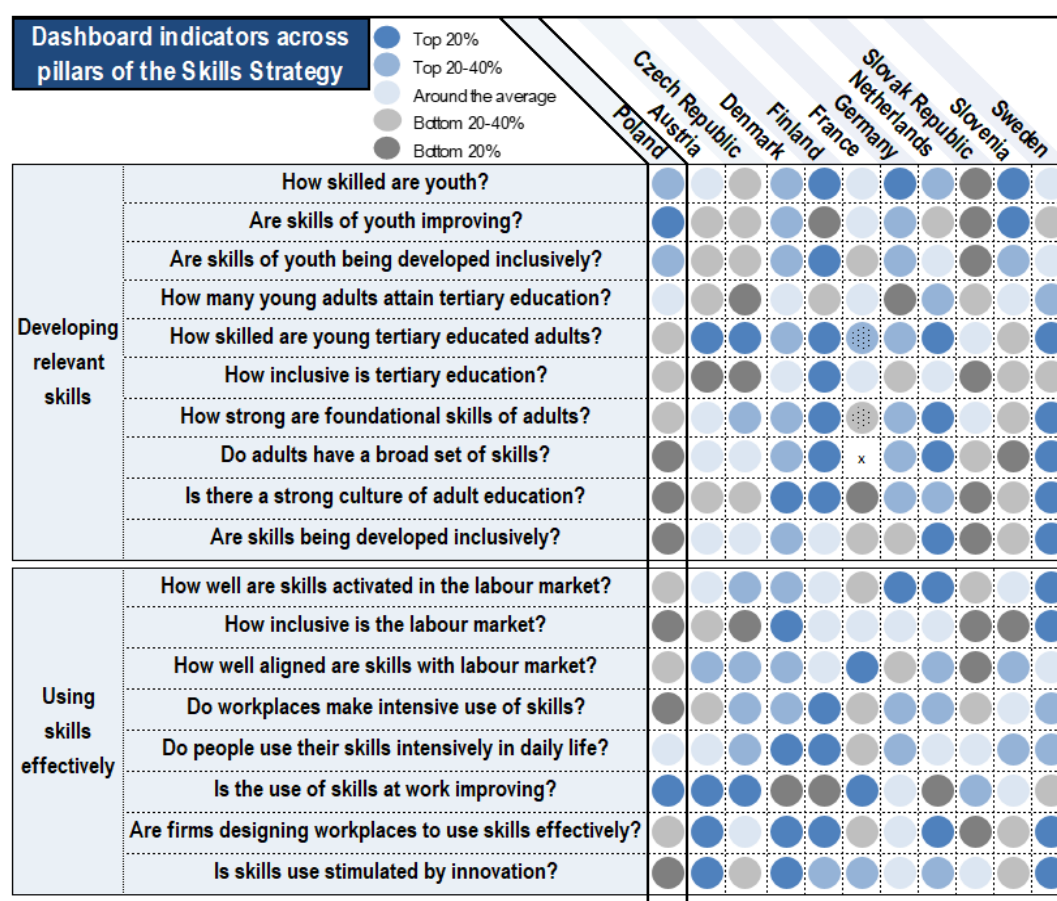 Dashboard indicators across
pillars of the Skills Strategy
Top 20%
Top 20-40%
Around the average
Bottom 20-40%
Bottom 20%
Poland
Austria
Czech Republic
Denmark
Finland
France
Germany
Netherlands
Slovak Republic
Slovenia
Sweden
Developing
relevant
skills
How skilled are youth?
Are skills of youth improving?
Are skills of youth being developed inclusively?
How many young adults attain tertiary education?
How skilled are young tertiary educated adults?
How inclusive is tertiary education?
How strong are foundational skills of adults?
Do adults have a broad set of skills?
x
Is there a strong culture of adult education?
Are skills being developed inclusively?
Using
skills
effectively
How well are skills activated in the labour market?
How inclusive is the labour market?
How well aligned are skills with labour market?
Do workplaces make intensive use of skills?
Do people use their skills intensively in daily life?
Is the use of skills at work improving?
Are firms designing workplaces to use skills effectively?
Is skills use stimulated by innovation?